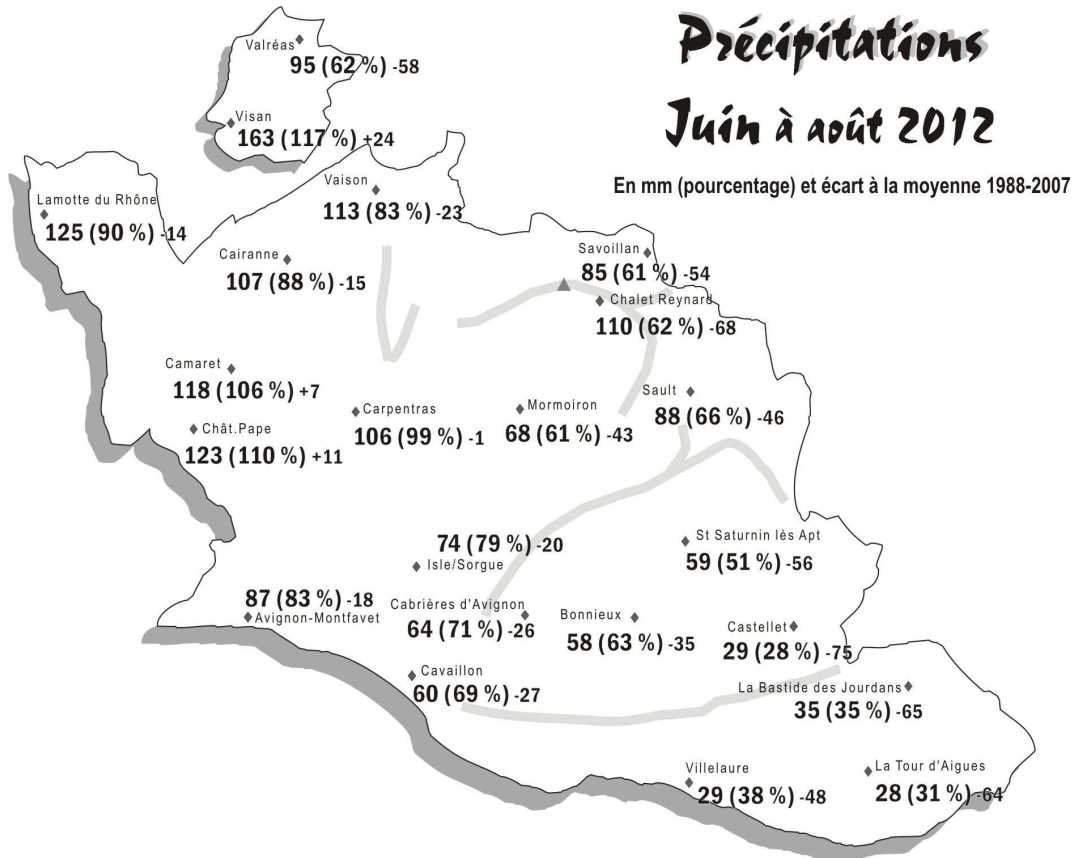 Précipitations
Juin à août 2012
En mm (pourcentage) et écart à la moyenne 1988-2007
Valréas
95 (62 %) -58
Visan
163 (117 %) +24
Lamotte du Rhône
125 (90 %) -14
Vaison
113 (83 %) -23
Cairanne
107 (88 %) -15
Savoillan
85 (61 %) -54
Chalet Reynard
110 (62 %) -68
Camaret
118 (106 %) +7
Chât.Pape
123 (110 %) +11
Carpentras
106 (99 %) -1
Mormoiron
68 (61 %) -43
Sault
88 (66 %) -46
74 (79 %) -20
Isle/Sorgue
St Saturnin lès Apt
59 (51 %) -56
87 (83 %) -18
Avignon-Montfavet
Cabrières d'Avignon
64 (71 %) -26
Bonnieux
58 (63 %) -35
Castellet
29 (28 %) -75
Cavaillon
60 (69 %) -27
La Bastide des Jourdans
35 (35 %) -65
Villelaure
29 (38 %) -48
La Tour d'Aigues
28 (31 %) -64